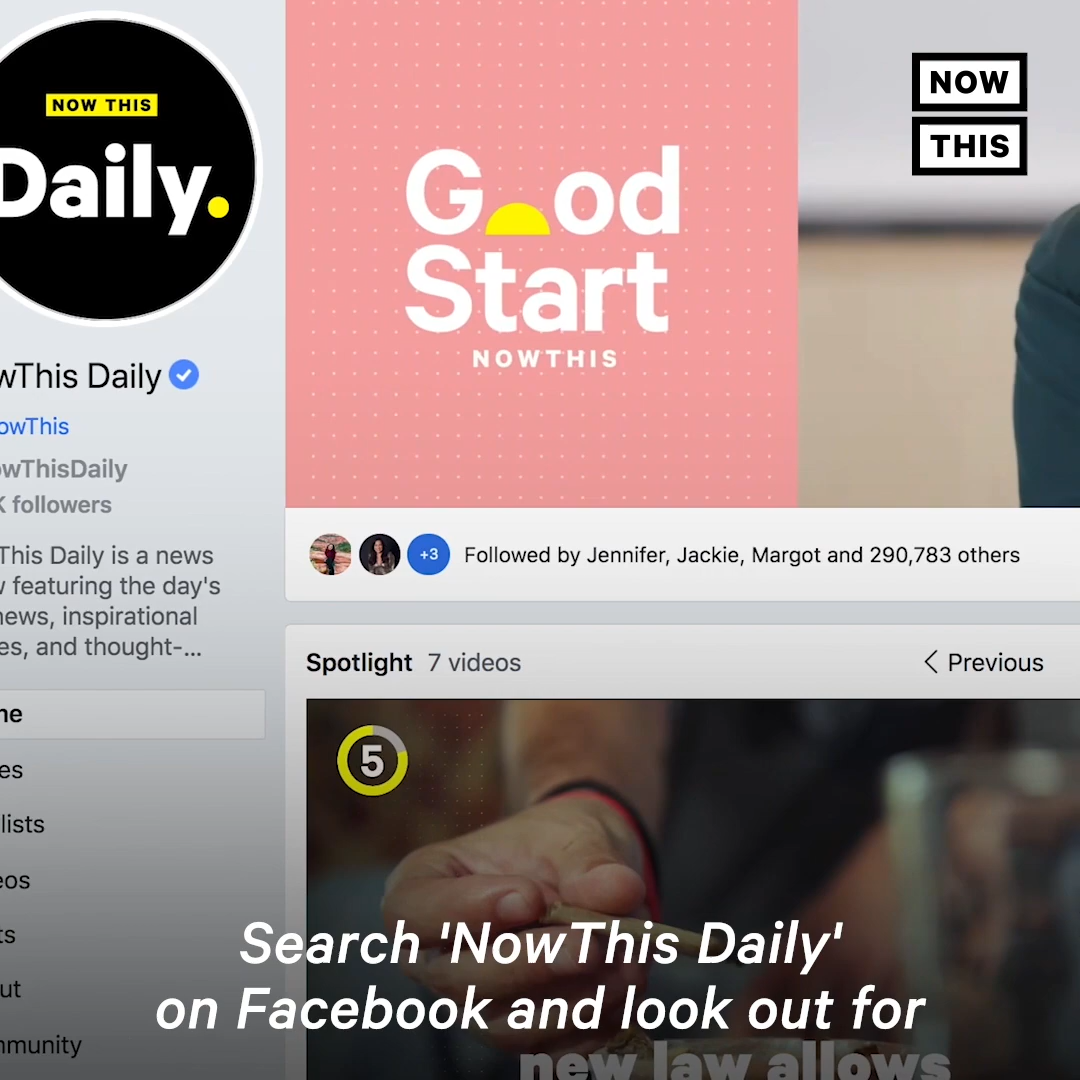 NOW THIS
Daily.
wThis Daily
owThis
owThisDaily
K followers
This Daily is a news
featuring the day's
news, inspirational
es, and thought-...
ne
es
lists
eos
ts
ut
mmunity
Good
Start
NOWTHIS
NOW
THIS
+3 Followed by Jennifer, Jackie, Margot and 290,783 others
Spotlight 7 videos < Previous
5
Search 'NowThis Daily'
on Facebook and look out for
new law allows